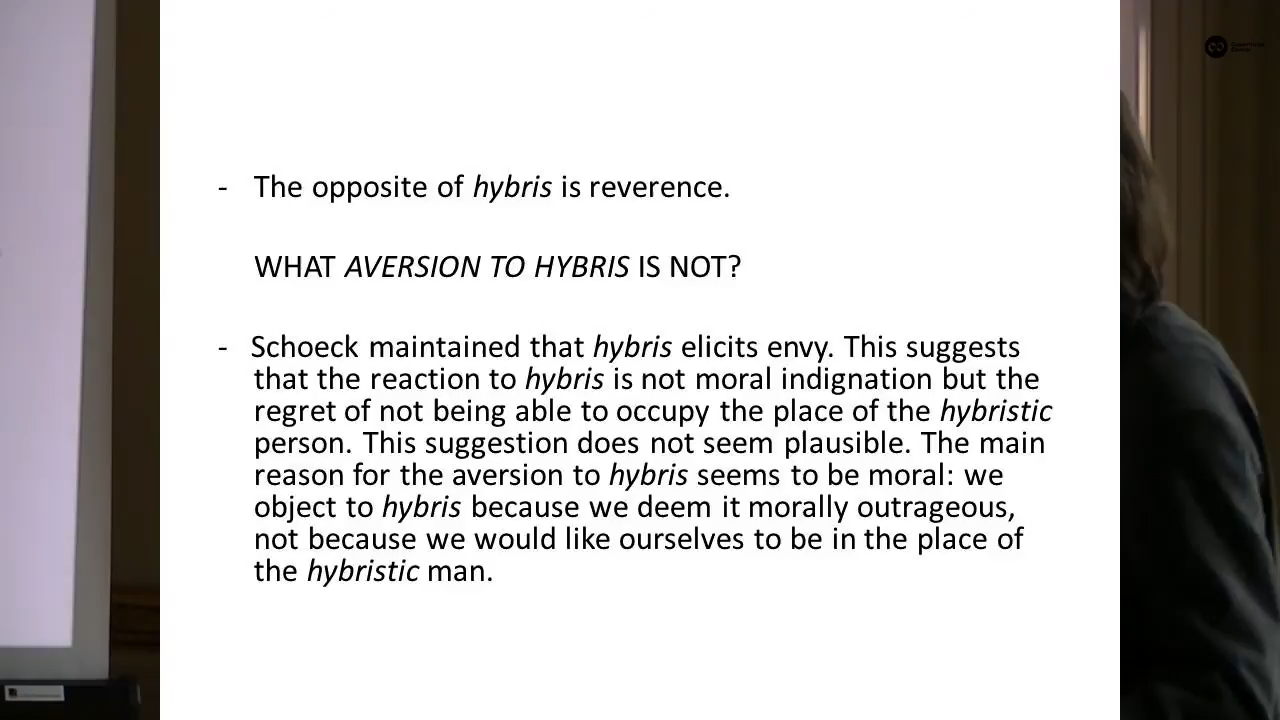 - The opposite of hybris is reverence.
WHAT AVERSION TO HYBRIS IS NOT?
- Schoeck maintained that hybris elicits envy. This suggests
that the reaction to hybris is not moral indignation but the
regret of not being able to occupy the place of the hybristic
person. This suggestion does not seem plausible. The main
reason for the aversion to hybris seems to be moral: we
object to hybris because we deem it morally outrageous,
not because we would like ourselves to be in the place of
the hybristic man.